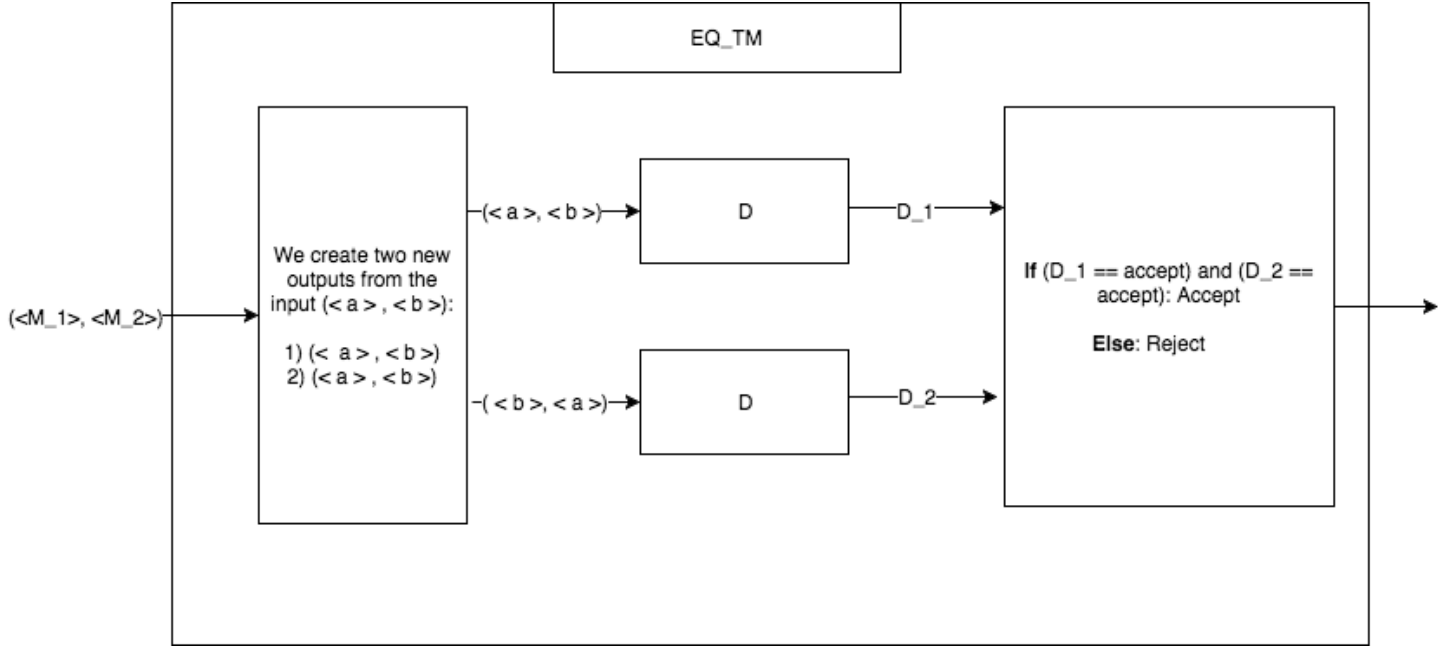 EQ_TM
We create two new
outputs from the
input (< a > , < b >):
1) (<  a > , < b >)
2) (< a > , < b >)
(<M_1>, <M_2>)
(< a >, < b >)
D
D_1
( < b >, < a >)
D
D_2
If (D_1 == accept) and (D_2 ==
accept): Accept
Else: Reject